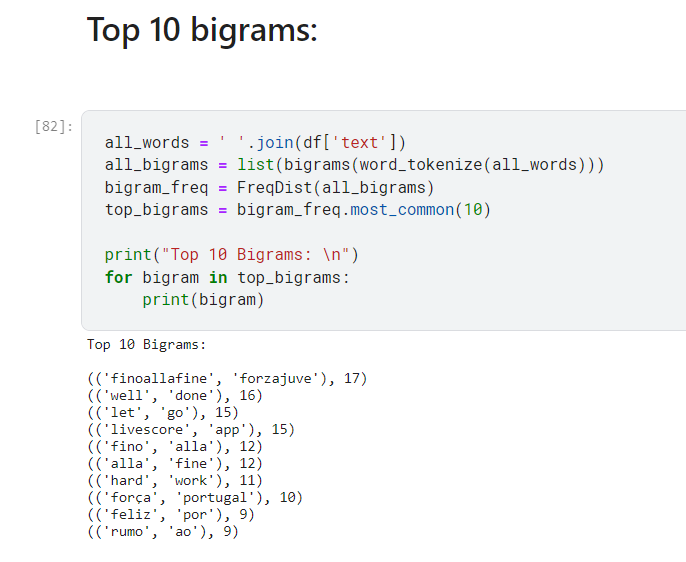 Top 10 bigrams:
[82]:
all_words = ' '.join(df['text'])
all_bigrams = list(bigrams(word_tokenize(all_words)))
bigram_freq = FreqDist(all_bigrams)
top_bigrams = bigram_freq.most_common(10)
print("Top 10 Bigrams: \n")
for bigram in top_bigrams:
    print(bigram)
Top 10 Bigrams:
(('finoallafine', 'forzajuve'), 17)
(('well', 'done'), 16)
(('let', 'go'), 15)
(('livescore', 'app'), 15)
(('fino', 'alla'), 12)
(('alla', 'fine'), 12)
(('hard', 'work'), 11)
(('força', 'portugal'), 10)
(('feliz', 'por'), 9)
(('rumo', 'ao'), 9)